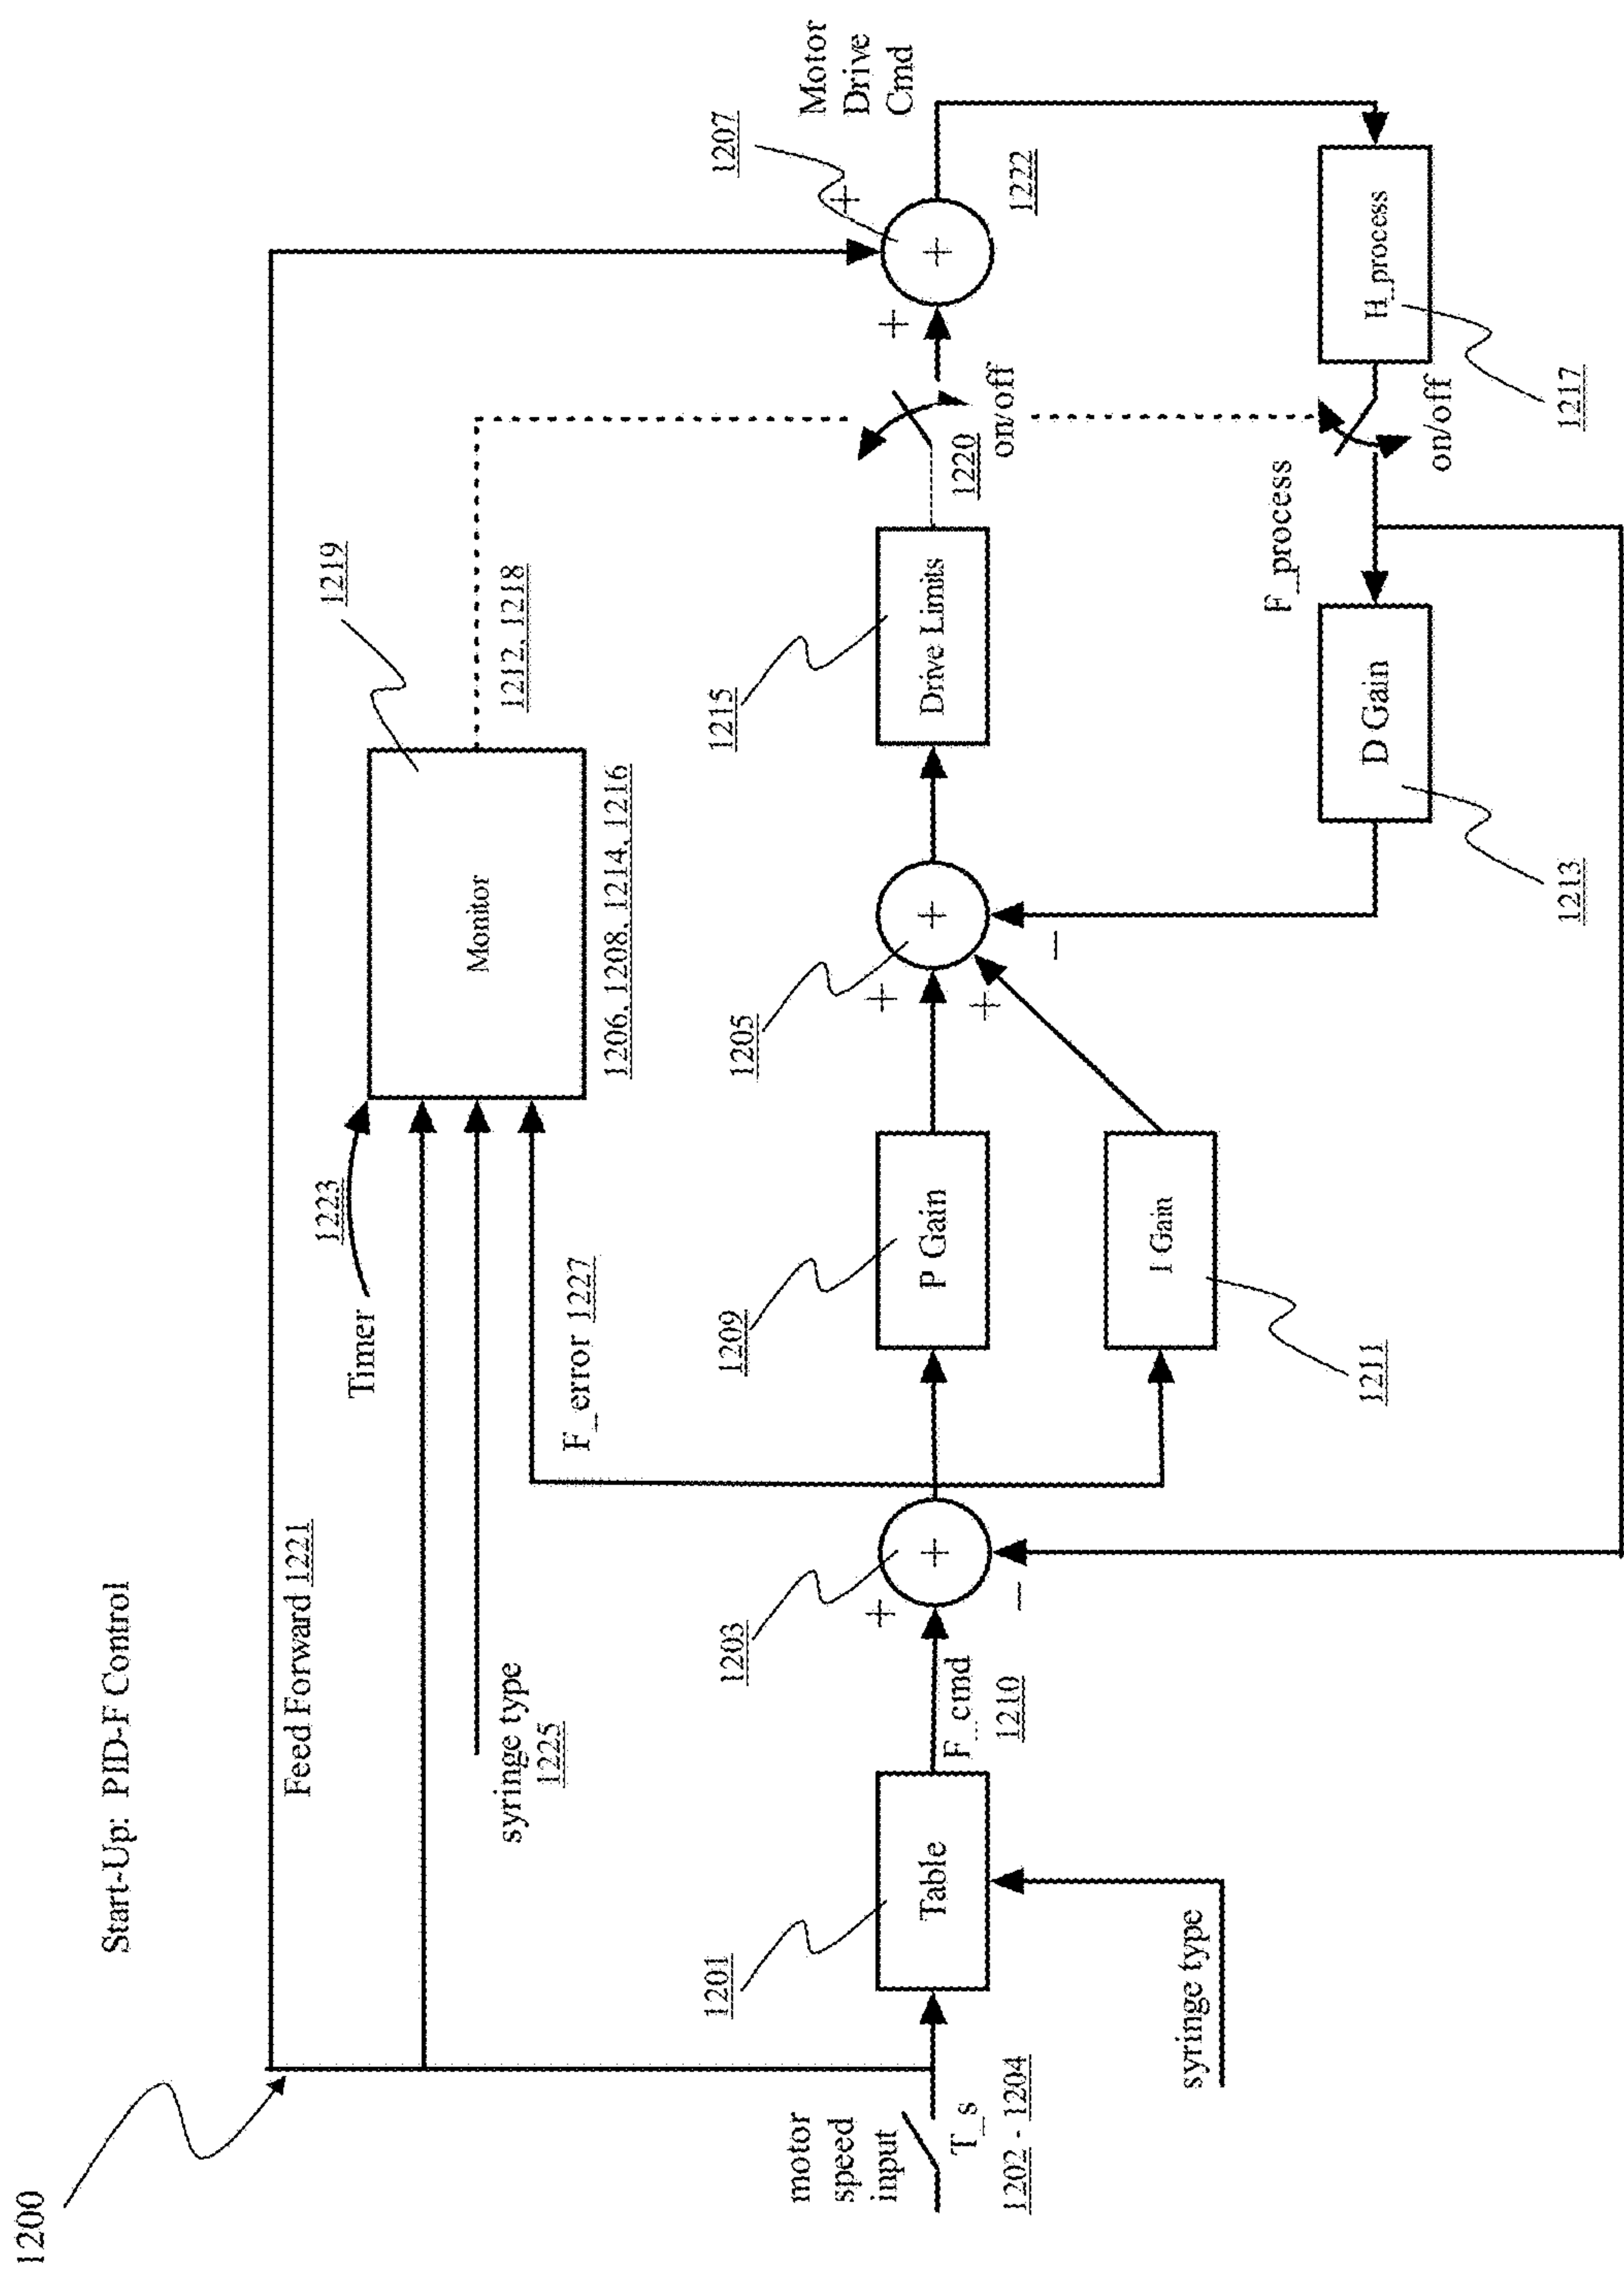 1200
Start-Up: PID-F Control
Feed Forward 1221
Timer
1223
1219
Monitor
1212, 1218
1206, 1208, 1214, 1216
syringe type
1225
F_error 1227
motor
speed
input
T_s
1202 - 1204
1201
Table
syringe type
F_cmd
1210
1203
+
+
−
1209
P Gain
1211
I Gain
1205
+
+
+
−
1215
Drive Limits
1220
on/off
1207
+
+
+
Motor
Drive
Cmd
1222
H_process
1217
on/off
F_process
D Gain
1213